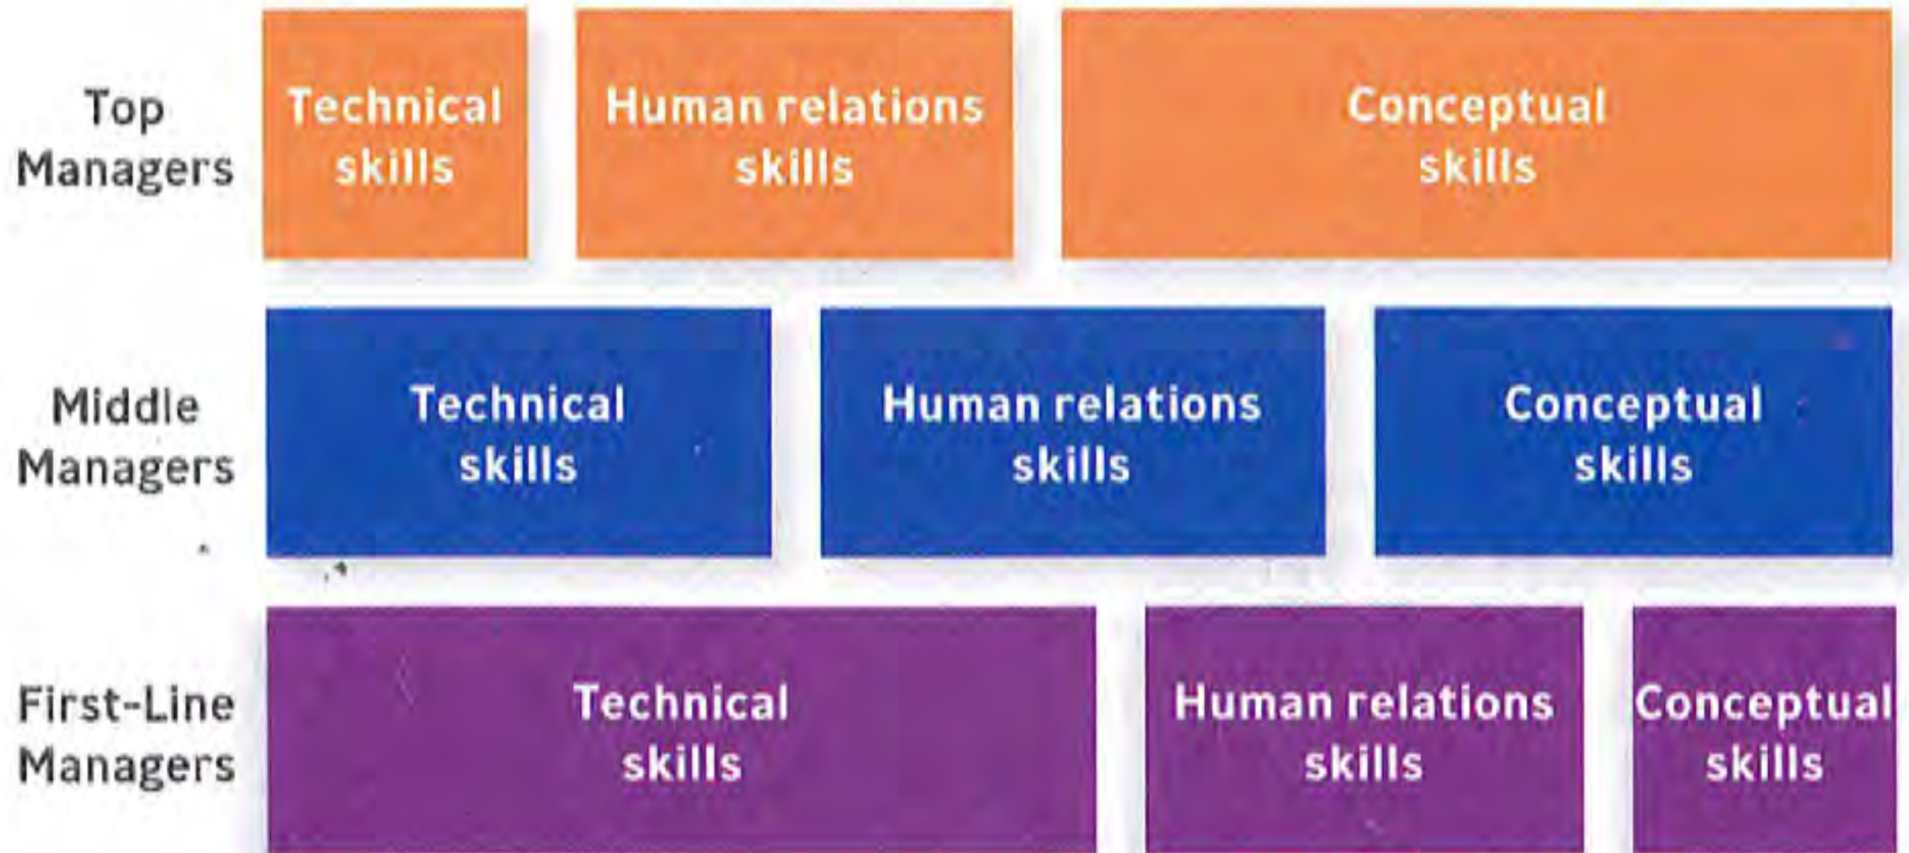 Top
Managers
Technical
skills
Human relations
skills
Conceptual
skills
Middle
Managers
Technical
skills
Human relations
skills
Conceptual
skills
First-Line
Managers
Technical
skills
Human relations
skills
Conceptual
skills